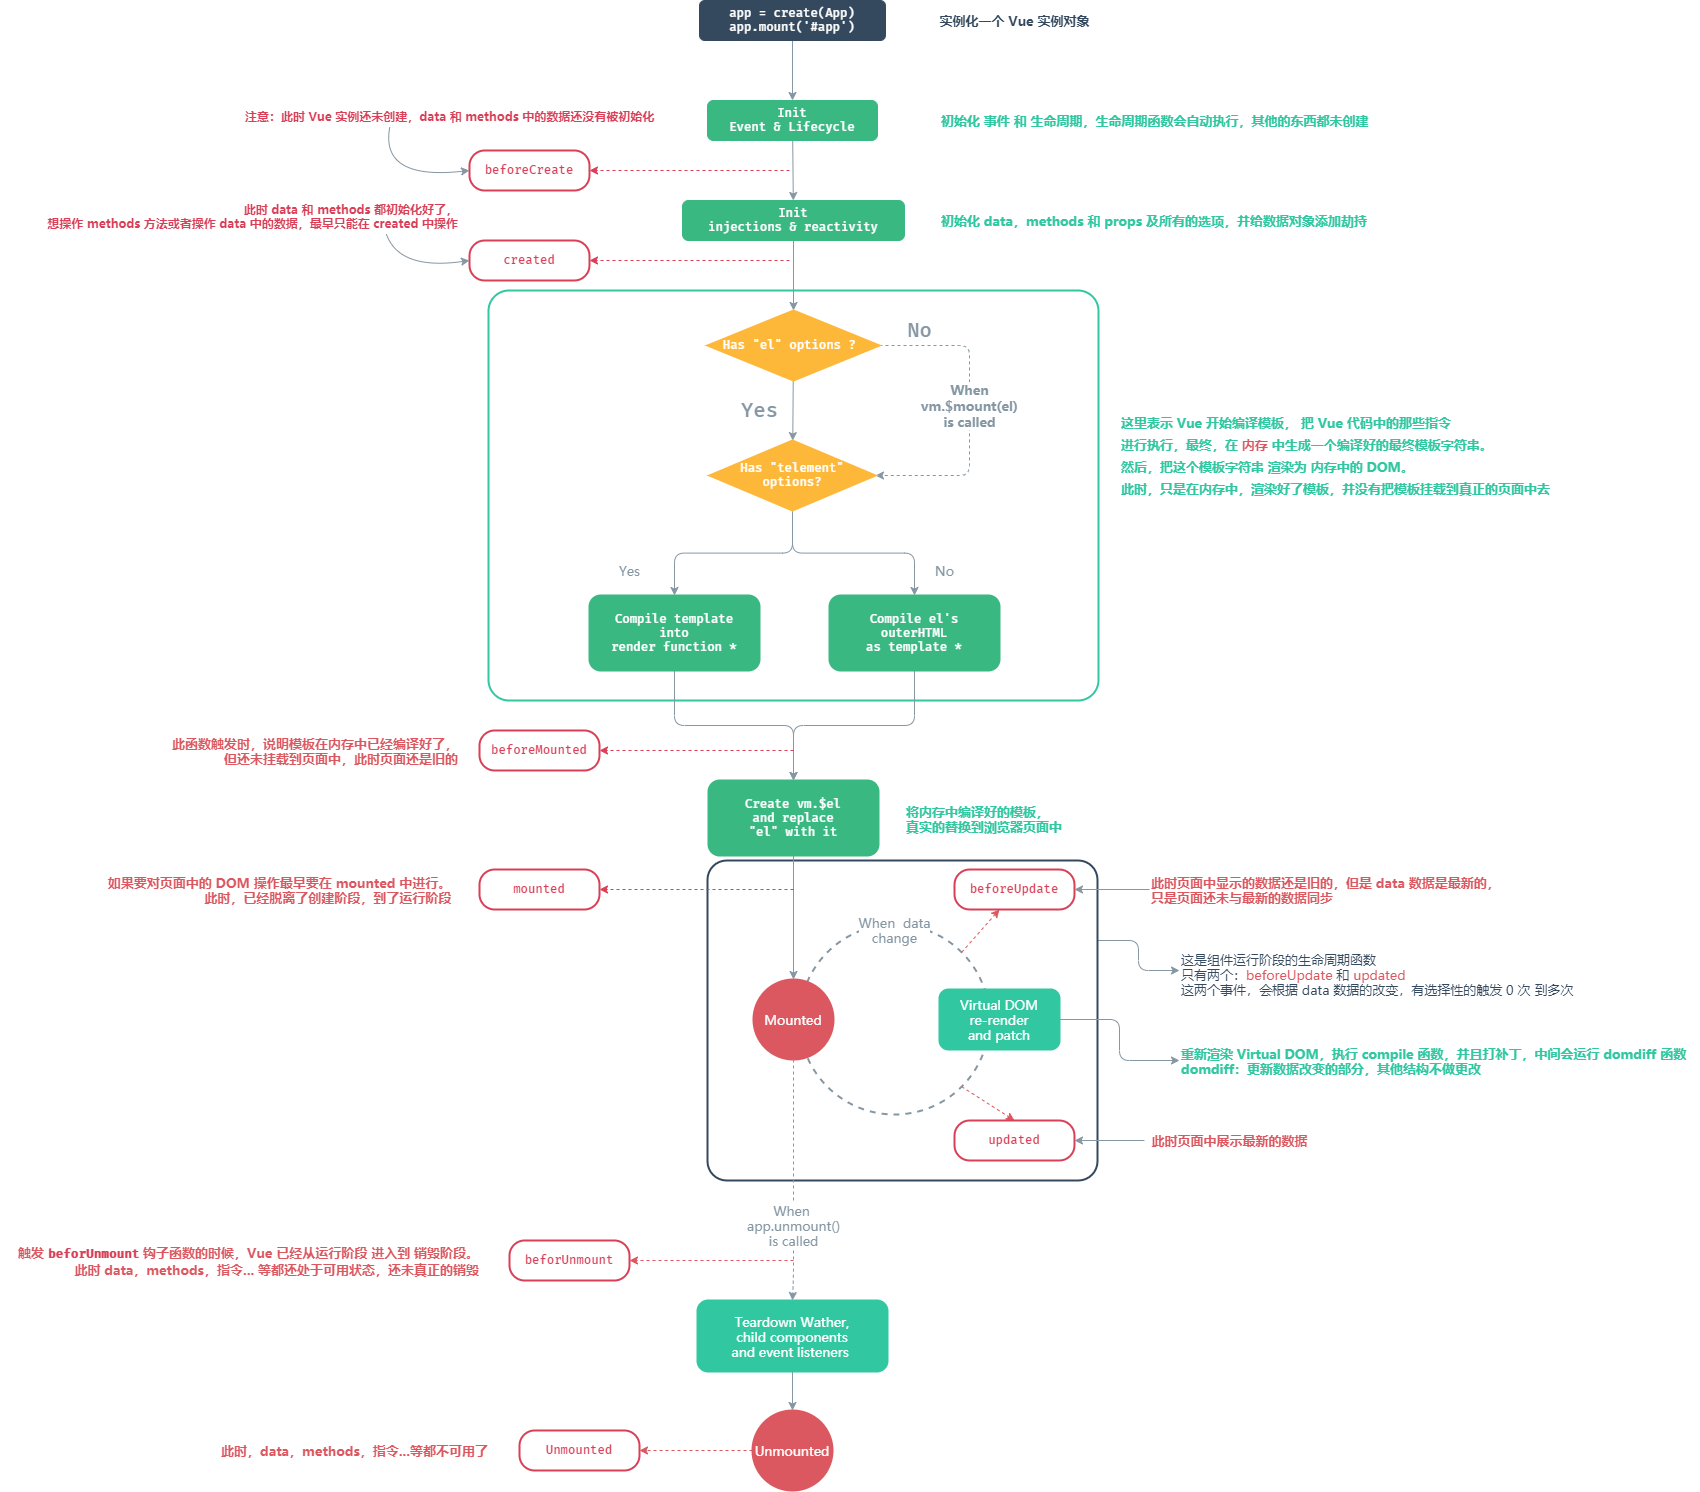 app = create(App)
app.mount('#app')
实例化一个 Vue 实例对象
注意：此时 Vue 实例还未创建，data 和 methods 中的数据还没有被初始化
Init
Event & Lifecycle
初始化 事件 和 生命周期，生命周期函数会自动执行，其他的东西都未创建
beforeCreate
此时 data 和 methods 都初始化好了，
想操作 methods 方法或者操作 data 中的数据，最早只能在 created 中操作
Init
injections & reactivity
初始化 data，methods 和 props 及所有的选项，并给数据对象添加劫持
created
Has "el" options ?
No
When
vm.$mount(el)
is called
Yes
Has "telement"
options?
这里表示 Vue 开始编译模板， 把 Vue 代码中的那些指令
进行执行，最终，在 内存 中生成一个编译好的最终模板字符串。
然后，把这个模板字符串 渲染为 内存中的 DOM。
此时，只是在内存中，渲染好了模板，并没有把模板挂载到真正的页面中去
Yes
No
Compile template
into
render function *
Compile el's
outerHTML
as template *
此函数触发时，说明模板在内存中已经编译好了，
但还未挂载到页面中，此时页面还是旧的
beforeMounted
Create vm.$el
and replace
"el" with it
将内存中编译好的模板，
真实的替换到浏览器页面中
如果要对页面中的 DOM 操作最早要在 mounted 中进行。
此时，已经脱离了创建阶段，到了运行阶段
mounted
beforeUpdate
此时页面中显示的数据还是旧的，但是 data 数据是最新的，
只是页面还未与最新的数据同步
When data
change
这是组件运行阶段的生命周期函数
只有两个：beforeUpdate 和 updated
这两个事件，会根据 data 数据的改变，有选择性的触发 0 次 到多次
Mounted
Virtual DOM
re-render
and patch
重新渲染 Virtual DOM，执行 compile 函数，并且打补丁，中间会运行 domdiff 函数
domdiff：更新数据改变的部分，其他结构不做更改
updated
此时页面中展示最新的数据
When
app.unmount()
is called
触发 beforUnmount 钩子函数的时候，Vue 已经从运行阶段 进入到 销毁阶段。
此时 data，methods，指令... 等都还处于可用状态，还未真正的销毁
beforUnmount
Teardown Wather,
child components
and event listeners
此时，data，methods，指令...等都不可用了
Unmounted
Unmounted